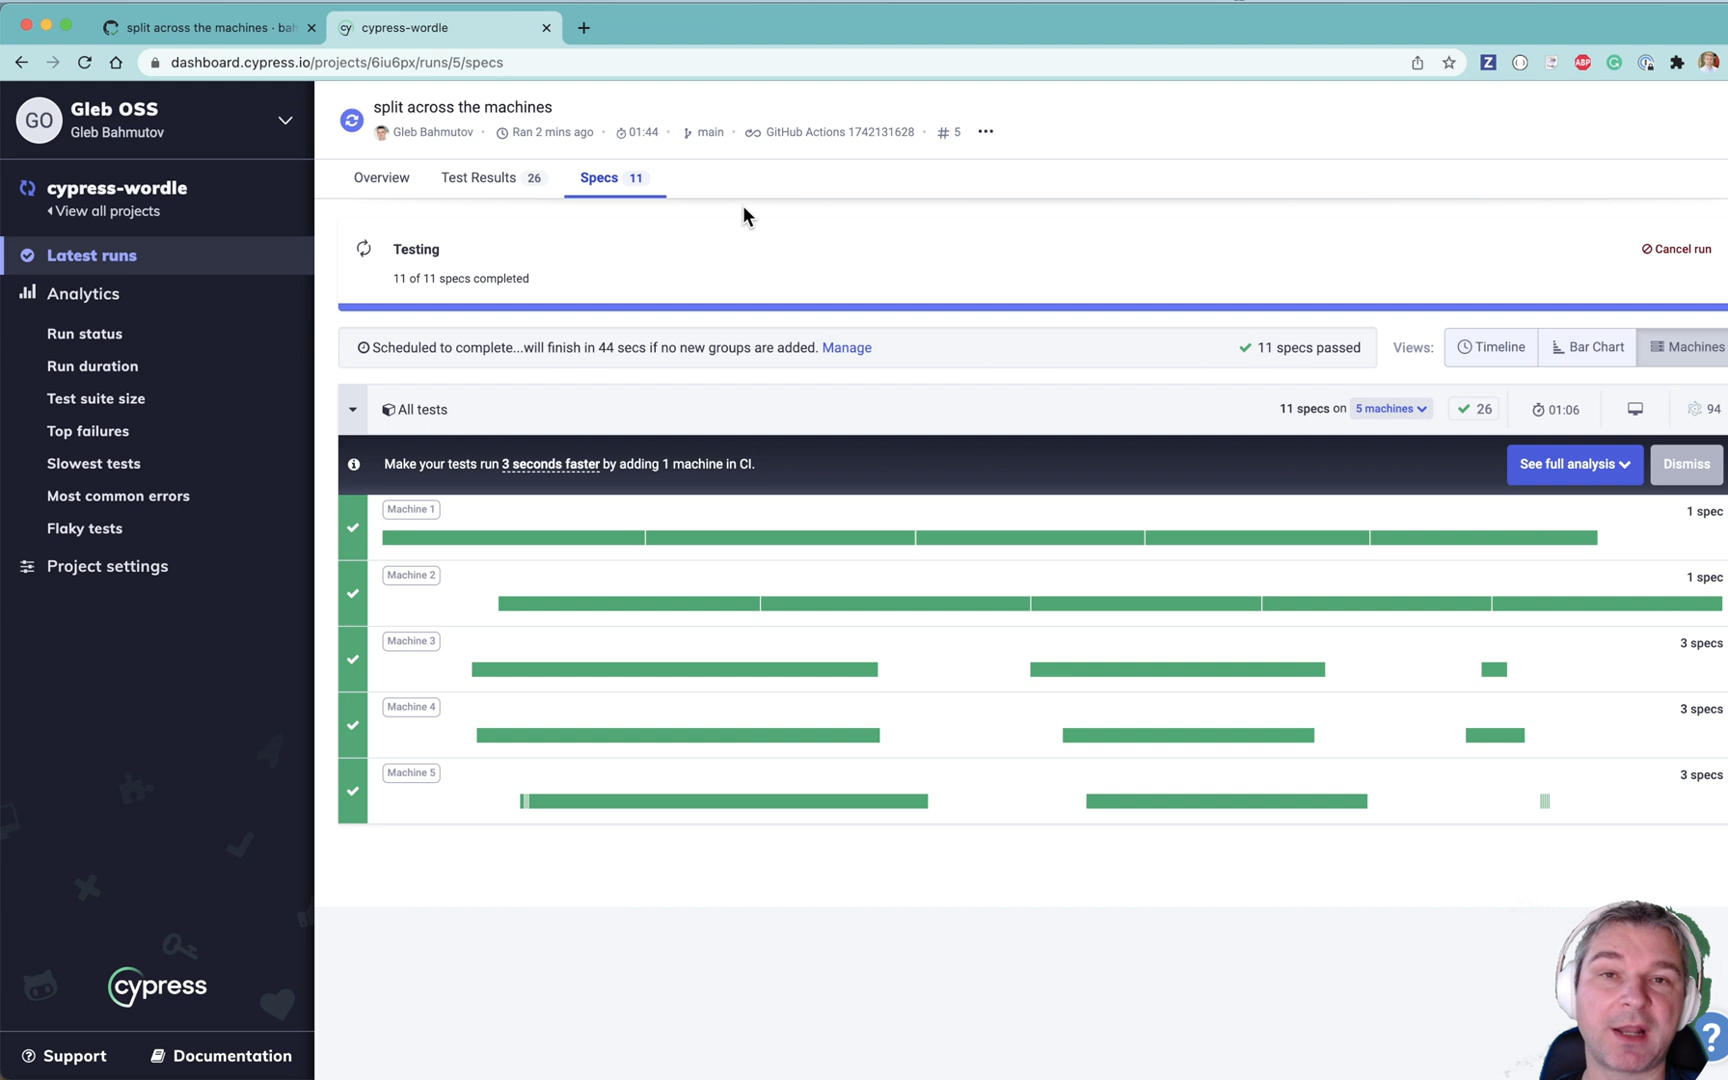 split across the machines · bah
cypress-wordle
dashboard.cypress.io/projects/6iu6px/runs/5/specs
Z
ABP
GO
Gleb OSS
Gleb Bahmutov
cypress-wordle
View all projects
Latest runs
Analytics
Run status
Run duration
Test suite size
Top failures
Slowest tests
Most common errors
Flaky tests
Project settings
cypress
Support
Documentation
split across the machines
Gleb Bahmutov · Ran 2 mins ago · 01:44 · main · GitHub Actions 1742131628 · # 5
Overview
Test Results 26
Specs 11
Testing
Cancel run
11 of 11 specs completed
Scheduled to complete...will finish in 44 secs if no new groups are added. Manage
11 specs passed
Views:
Timeline
Bar Chart
Machines
All tests
11 specs on 5 machines
26
01:06
94
Make your tests run 3 seconds faster by adding 1 machine in CI.
See full analysis
Dismiss
Machine 1
1 spec
Machine 2
1 spec
Machine 3
3 specs
Machine 4
3 specs
Machine 5
3 specs
?